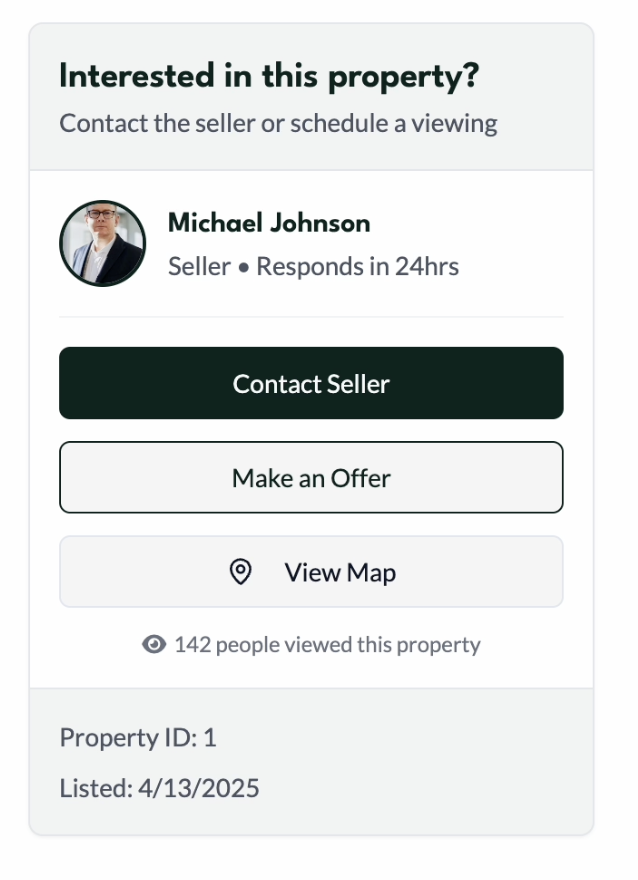 Interested in this property?
Contact the seller or schedule a viewing
Michael Johnson
Seller • Responds in 24hrs
Contact Seller
Make an Offer
View Map
142 people viewed this property
Property ID: 1
Listed: 4/13/2025